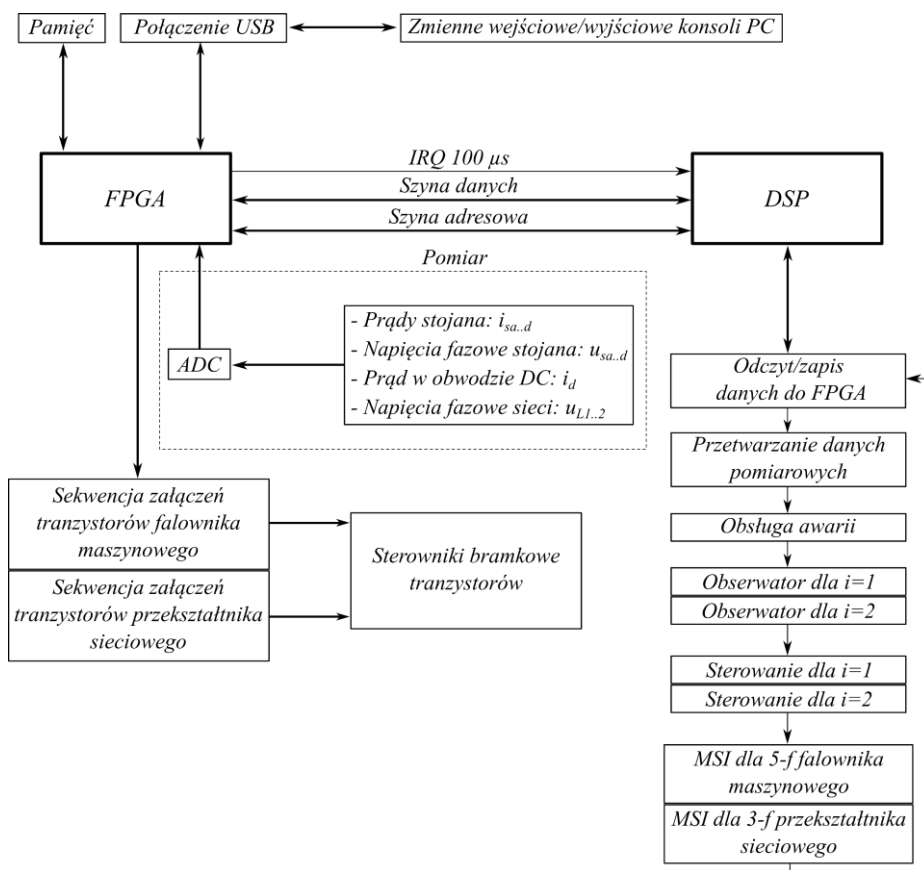 Pamięć
Połączenie USB
Zmienne wejściowe/wyjściowe konsoli PC
FPGA
IRQ 100 µs
Szyna danych
Szyna adresowa
DSP
Pomiar
ADC
- Prądy stojana: i_sa..d
- Napięcia fazowe stojana: u_sa..d
- Prąd w obwodzie DC: i_d
- Napięcia fazowe sieci: u_L1..2
Sekwencja załączeń
tranzystorów falownika
maszynowego
Sekwencja załączeń
tranzystorów przekształtnika
sieciowego
Sterowniki bramkowe
tranzystorów
Odczyt/zapis
danych do FPGA
Przetwarzanie danych
pomiarowych
Obsługa awarii
Obserwator dla i=1
Obserwator dla i=2
Sterowanie dla i=1
Sterowanie dla i=2
MSI dla 5-f falownika
maszynowego
MSI dla 3-f przekształtnika
sieciowego